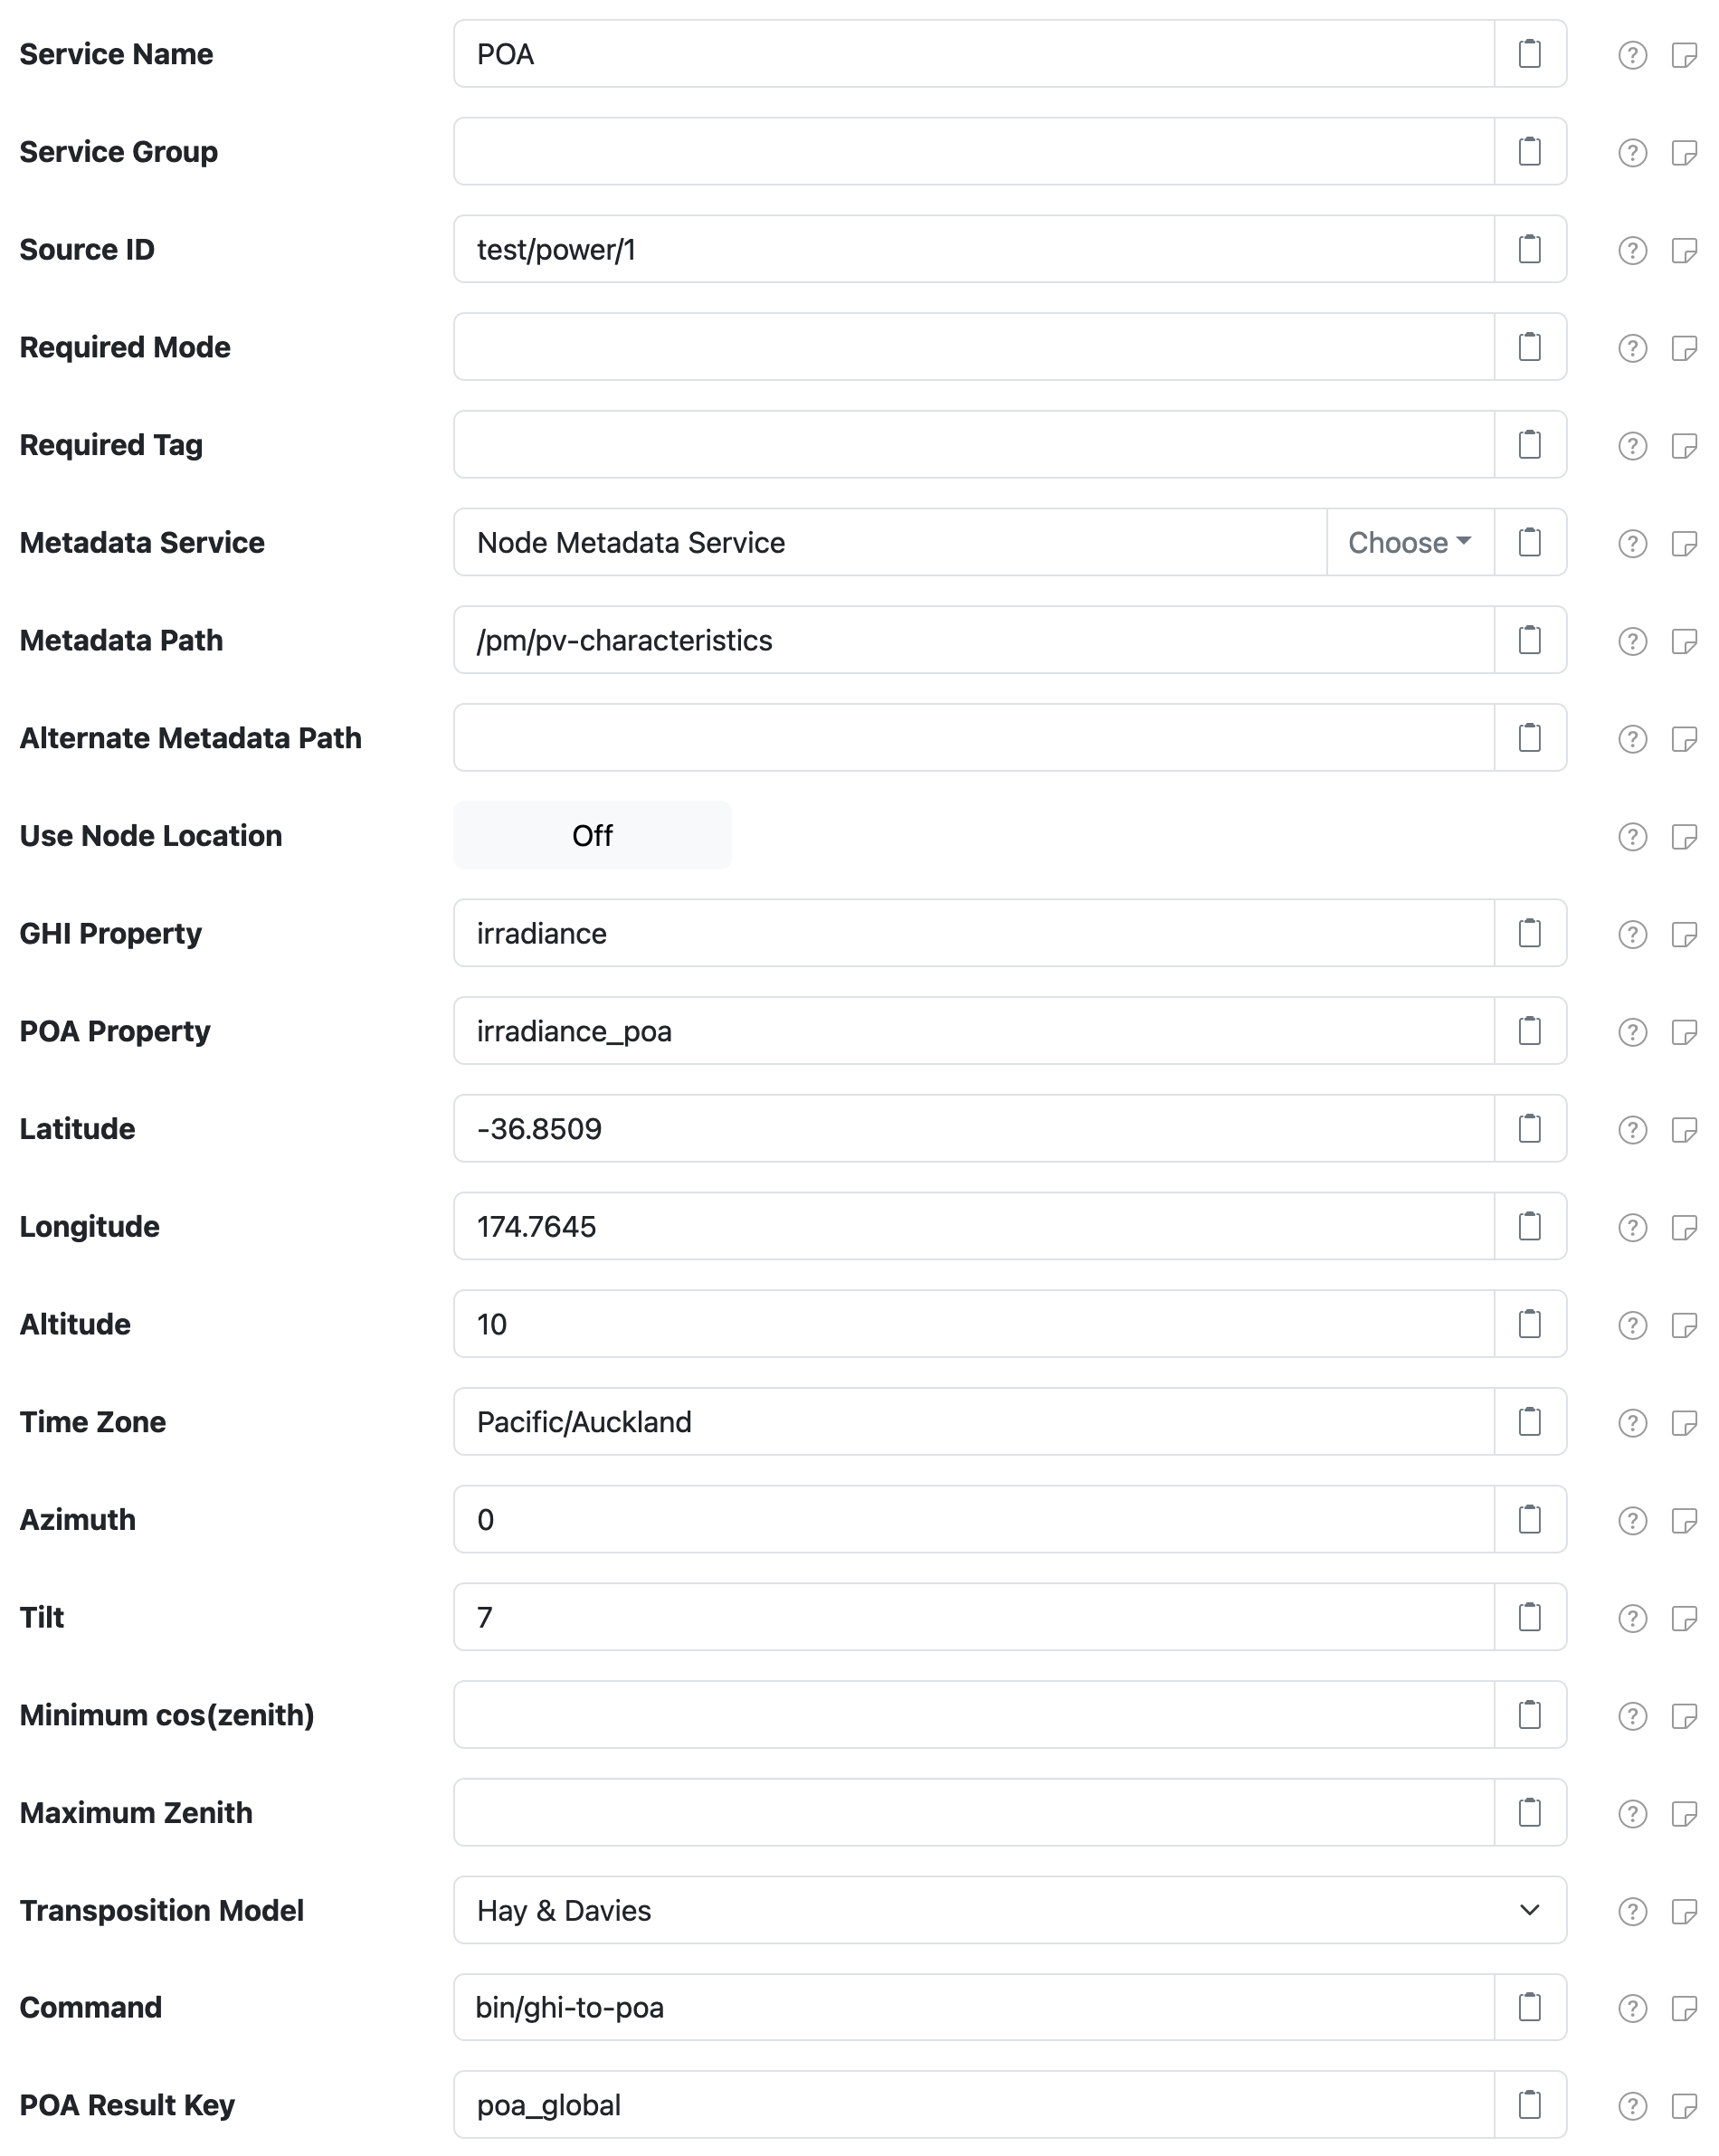 Service Name POA
Service Group
Source ID test/power/1
Required Mode
Required Tag
Metadata Service Node Metadata Service Choose
Metadata Path /pm/pv-characteristics
Alternate Metadata Path
Use Node Location Off
GHI Property irradiance
POA Property irradiance_poa
Latitude -36.8509
Longitude 174.7645
Altitude 10
Time Zone Pacific/Auckland
Azimuth 0
Tilt 7
Minimum cos(zenith)
Maximum Zenith
Transposition Model Hay & Davies
Command bin/ghi-to-poa
POA Result Key poa_global